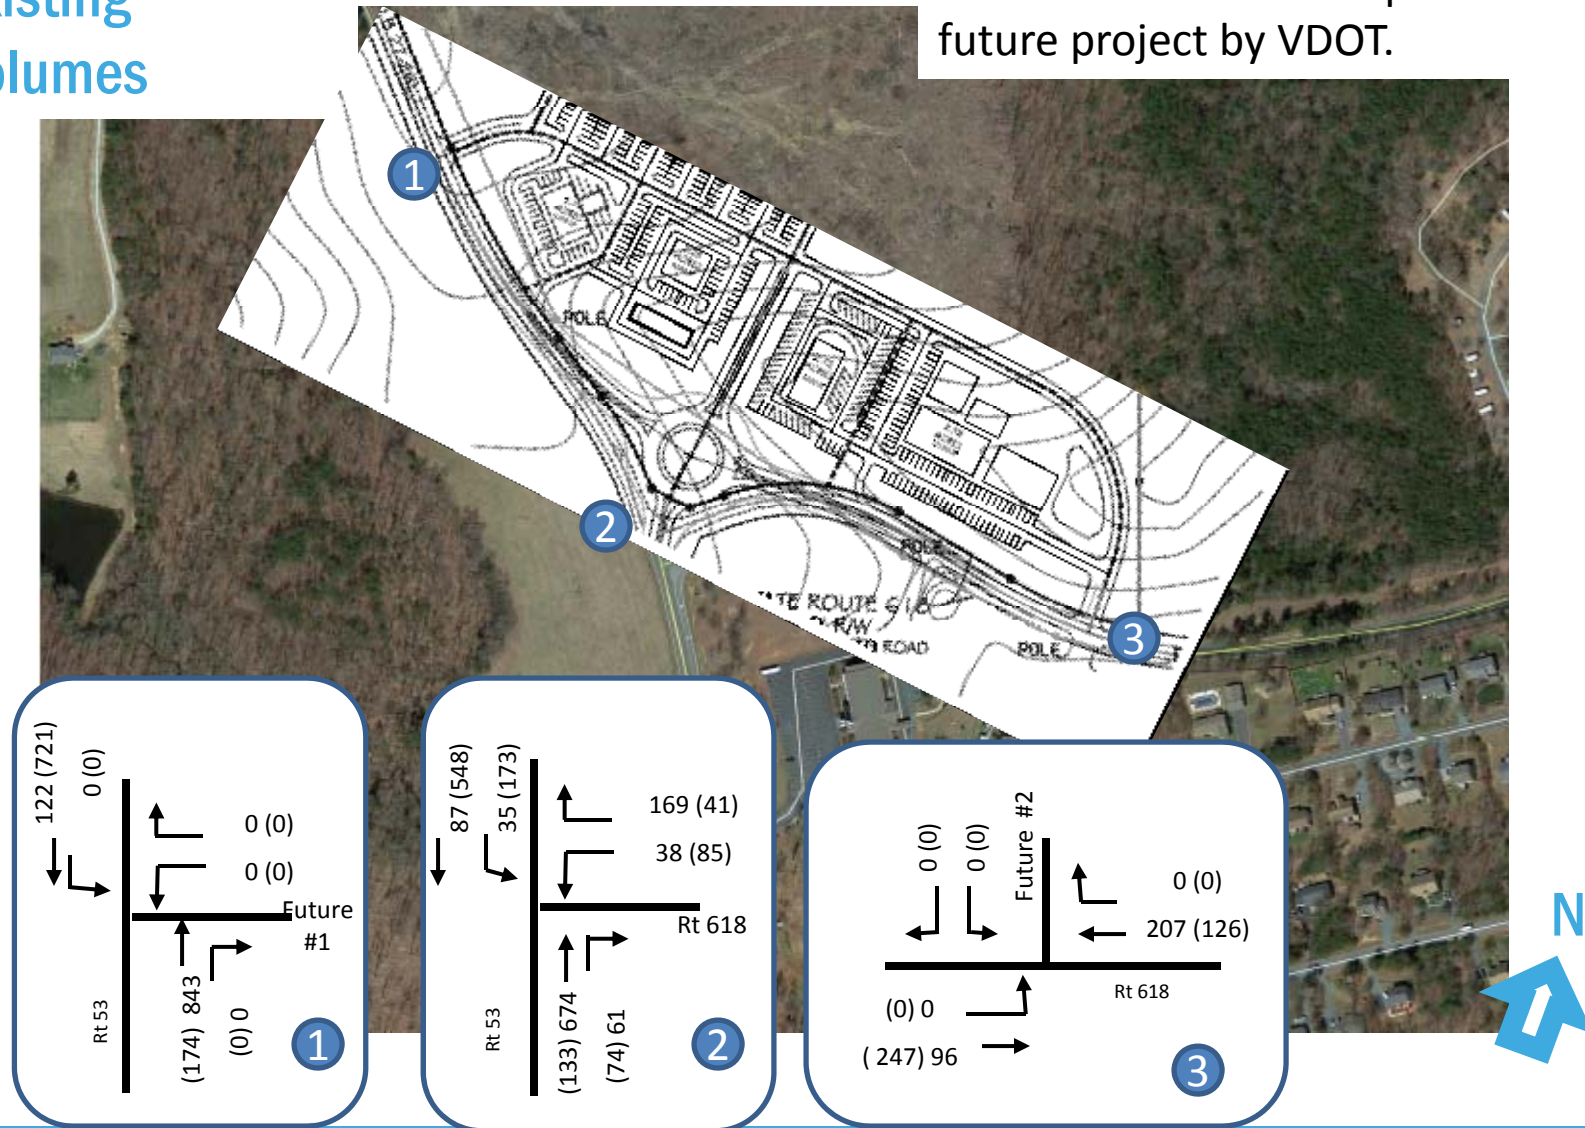 isting
olumes
future project by VDOT.
1
POLE
2
POLE
ROUTE 618
R/W
ROAD
POLE
3
122 (721)
0 (0)
0 (0)
0 (0)
Future
#1
Rt 53
(174) 843
(0) 0
1
87 (548)
35 (173)
169 (41)
38 (85)
Rt 618
Rt 53
(133) 674
(74) 61
2
0 (0)
0 (0)
Future #2
0 (0)
207 (126)
Rt 618
(0) 0
( 247) 96
3
N